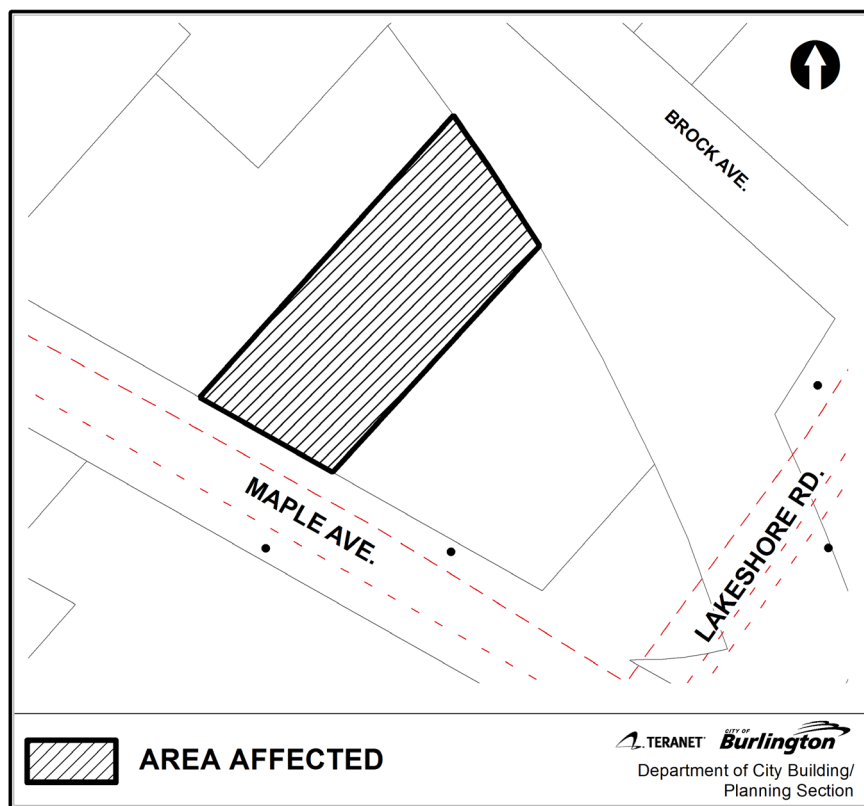 BROCK AVE.
MAPLE AVE.
LAKESHORE RD.
AREA AFFECTED
TERANET
CITY OF
Burlington
Department of City Building/
Planning Section